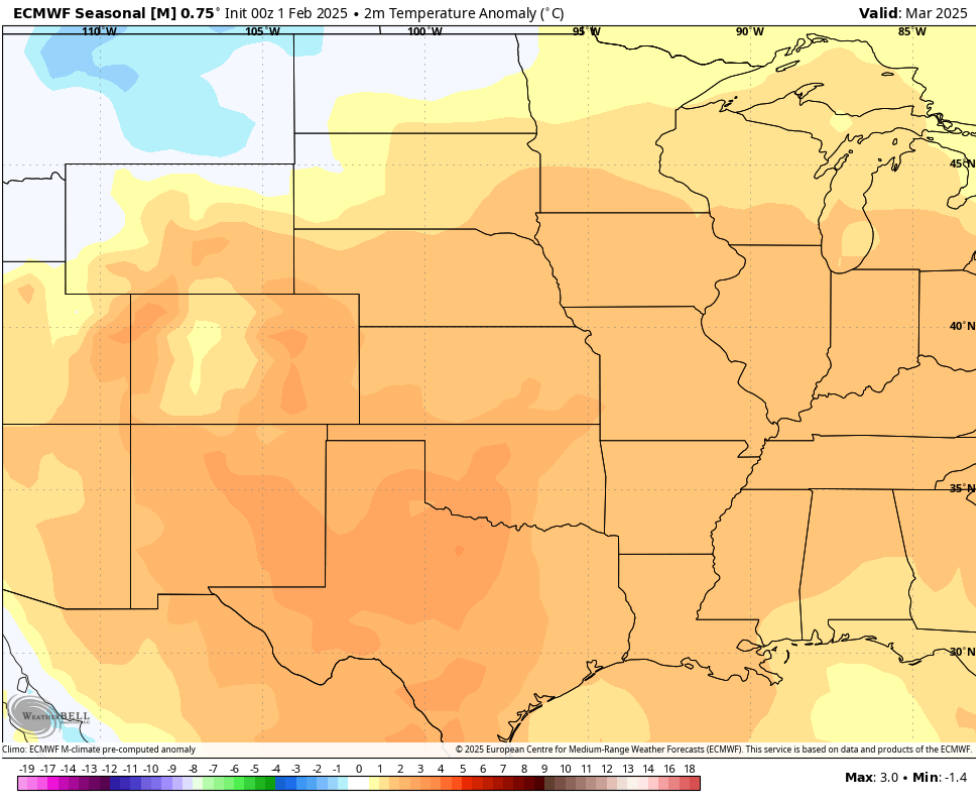 ECMWF Seasonal [M] 0.75° Init 00z 1 Feb 2025 • 2m Temperature Anomaly (°C)
Valid: Mar 2025
110°W 105°W 100°W 95°W 90°W 85°W
45°N
40°N
35°N
30°N
WEATHERBELL
Climo: ECMWF M-climate pre-computed anomaly
© 2025 European Centre for Medium-Range Weather Forecasts (ECMWF). This service is based on data and products of the ECMWF.
-19 -17 -14 -13 -12 -11 -10 -9 -8 -7 -6 -5 -4 -3 -2 -1 0 1 2 3 4 5 6 7 8 9 10 11 12 13 14 16 18
Max: 3.0 • Min: -1.4